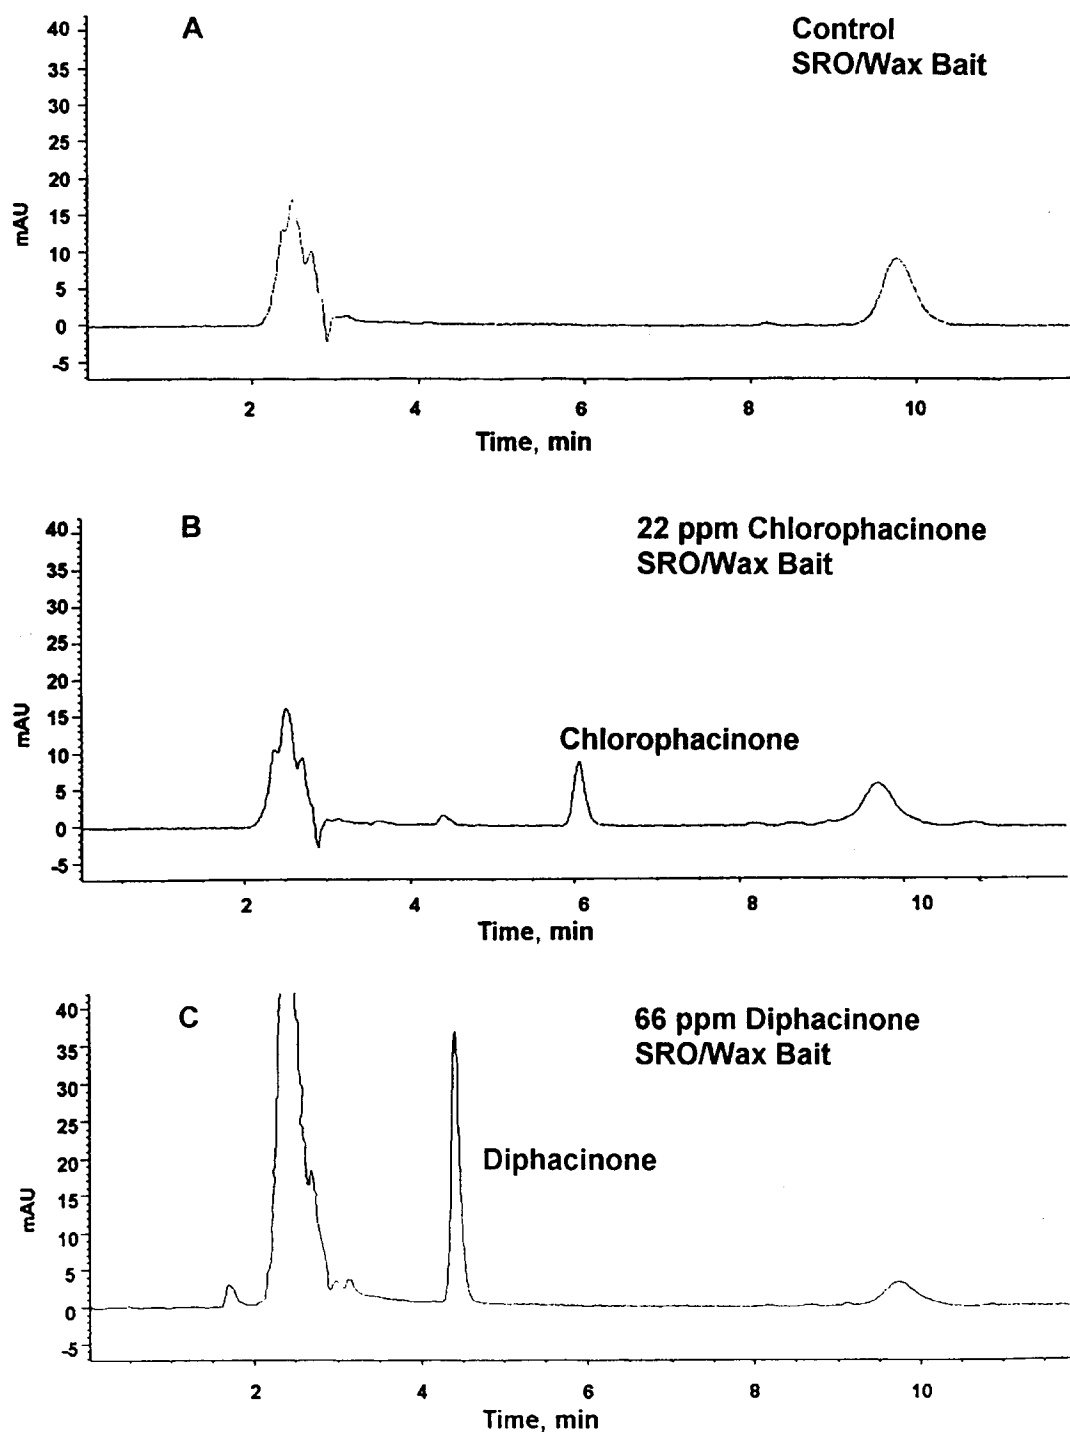 A
Control
SRO/Wax Bait
40
35
30
25
20
15
10
5
0
-5
mAU
2 4 6 8 10
Time, min
B
22 ppm Chlorophacinone
SRO/Wax Bait
40
35
30
25
20
15
10
5
0
-5
mAU
Chlorophacinone
2 4 6 8 10
Time, min
C
66 ppm Diphacinone
SRO/Wax Bait
40
35
30
25
20
15
10
5
0
-5
mAU
Diphacinone
2 4 6 8 10
Time, min